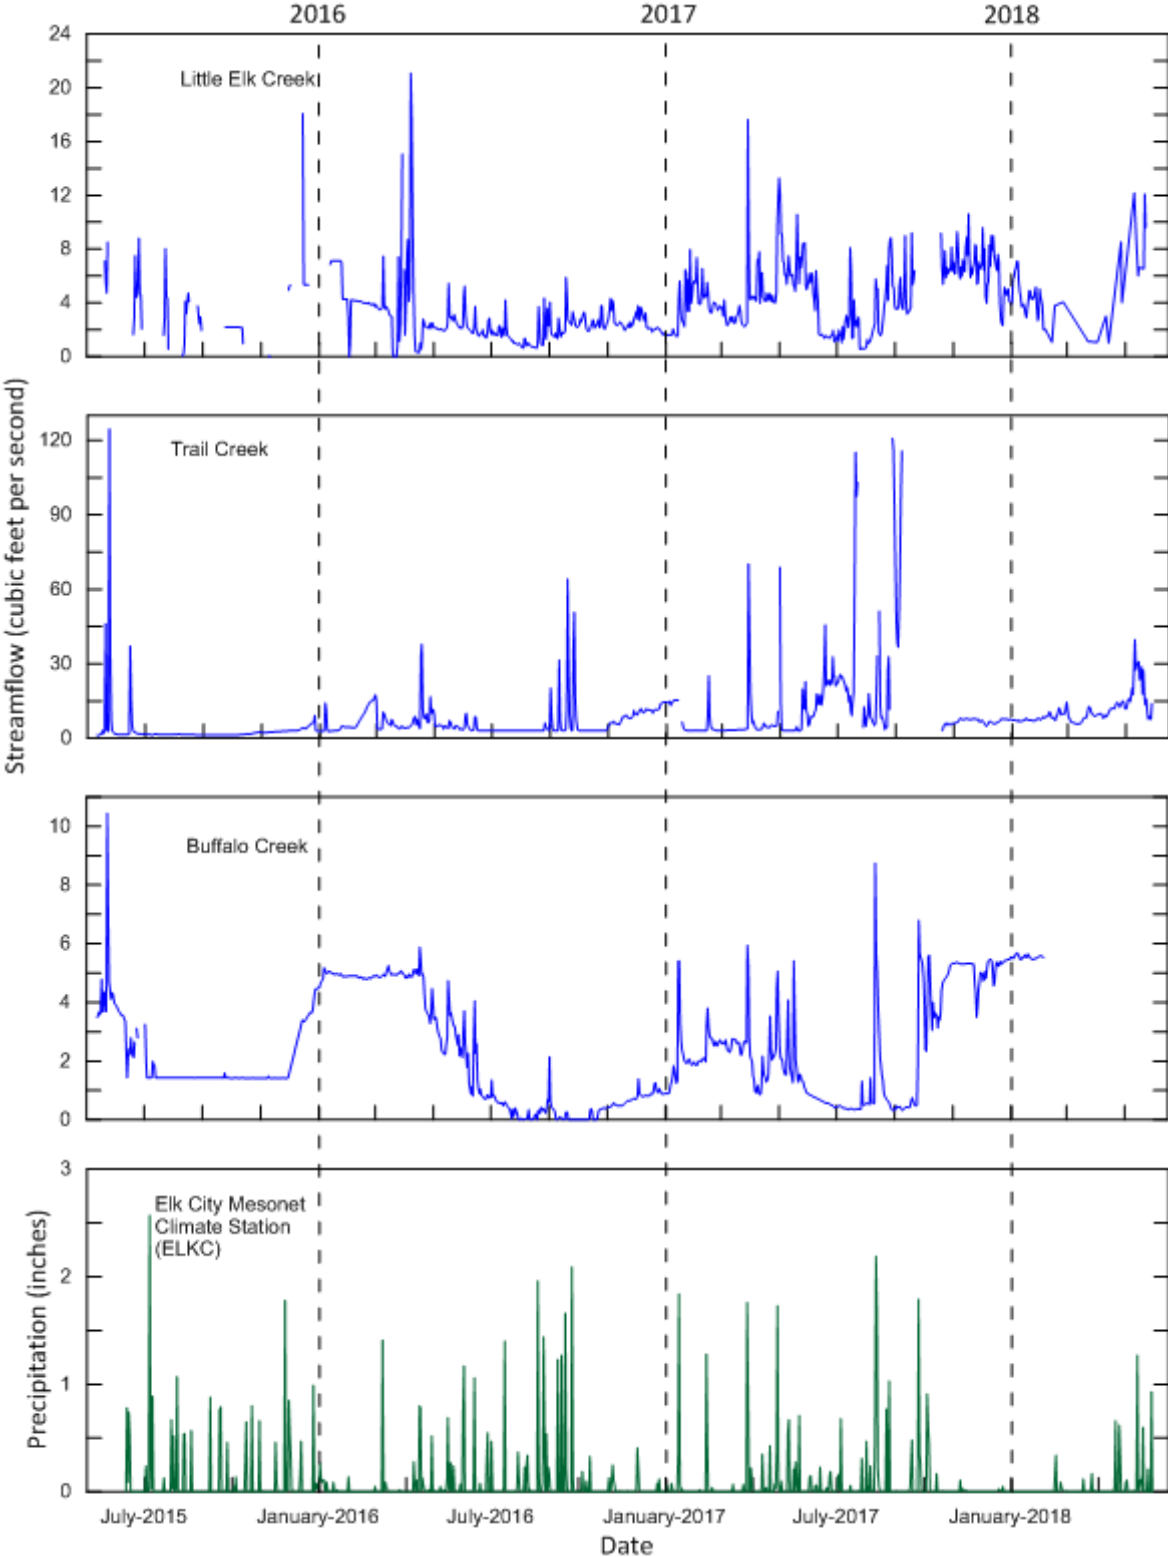 2016 2017 2018
24
Little Elk Creek
20
16
12
8
4
0
Streamflow (cubic feet per second)
120
Trail Creek
90
60
30
0
10
Buffalo Creek
8
6
4
2
0
Precipitation (inches)
3
Elk City Mesonet
Climate Station
(ELKC)
2
1
0
July-2015 January-2016 July-2016 January-2017 July-2017 January-2018
Date